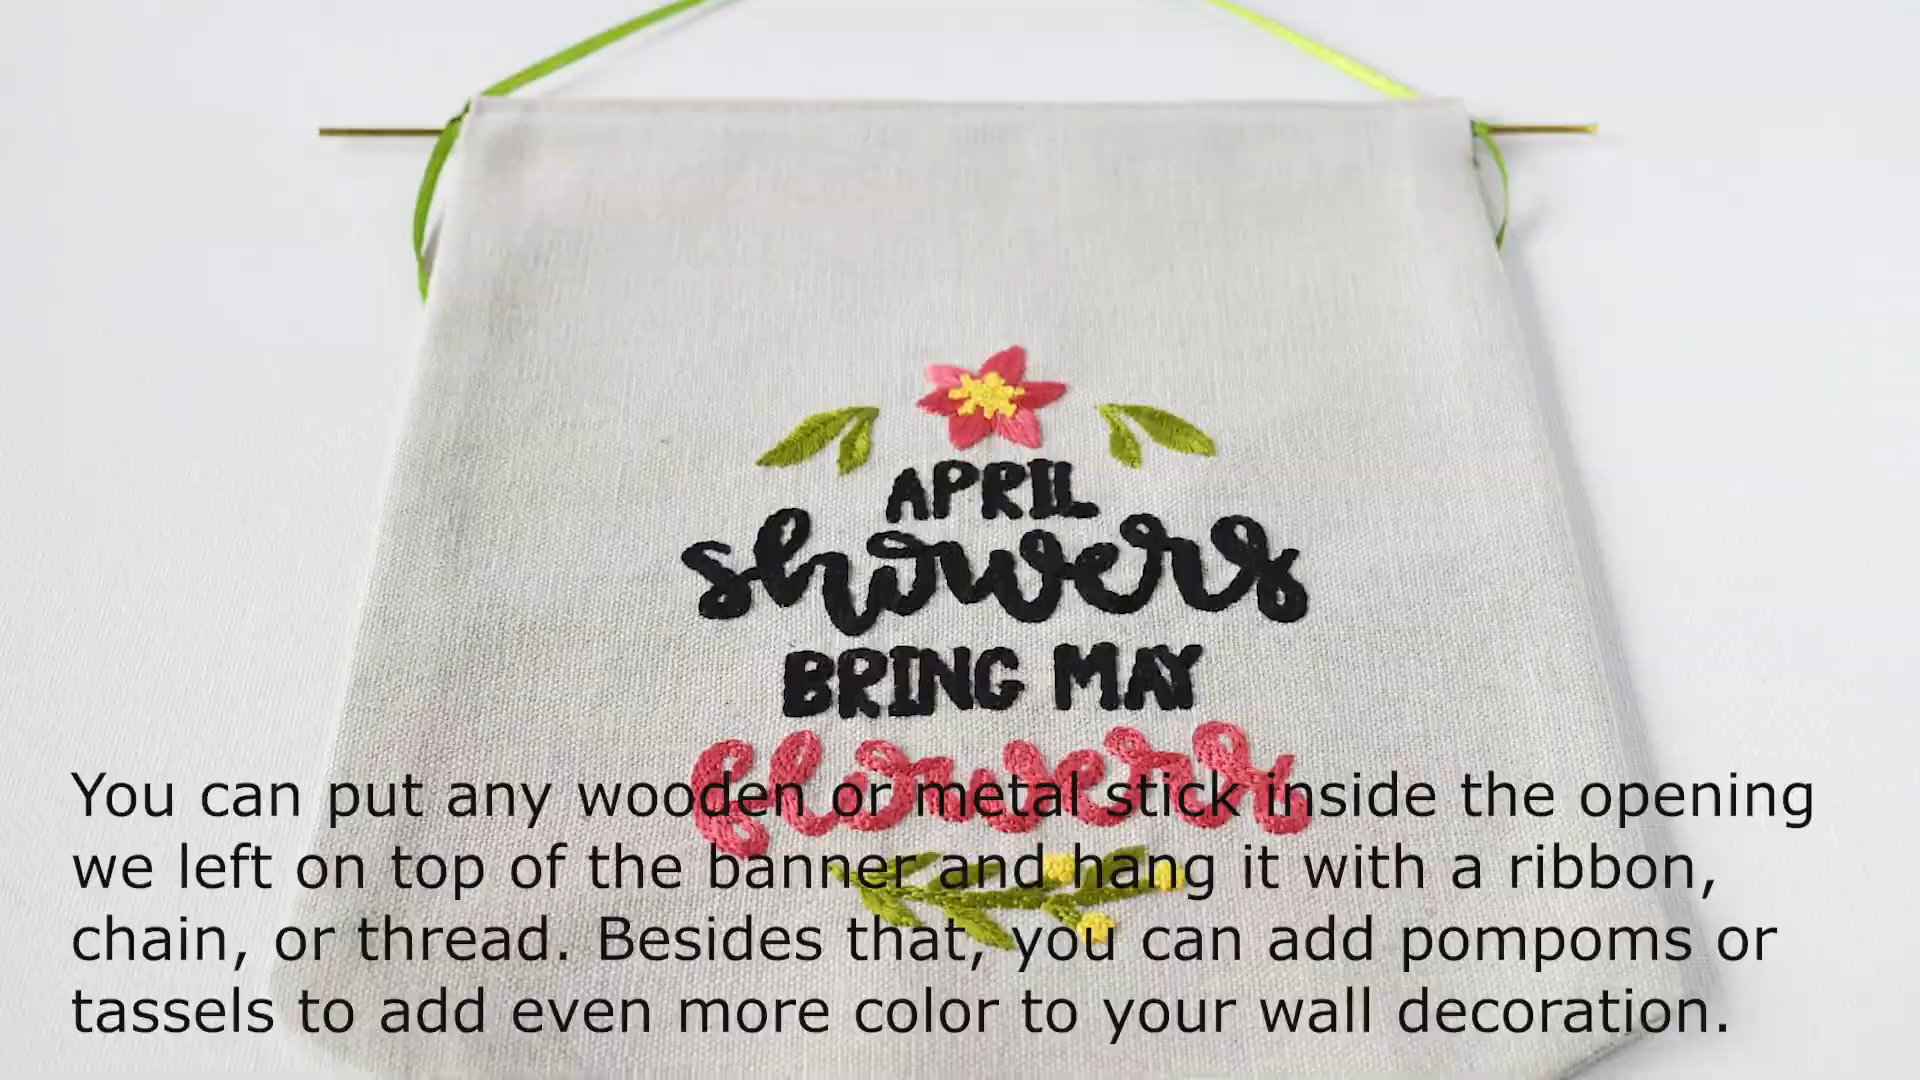 APRIL
showers
BRING MAY
flowers
You can put any wooden or metal stick inside the opening
we left on top of the banner and hang it with a ribbon,
chain, or thread. Besides that, you can add pompoms or
tassels to add even more color to your wall decoration.